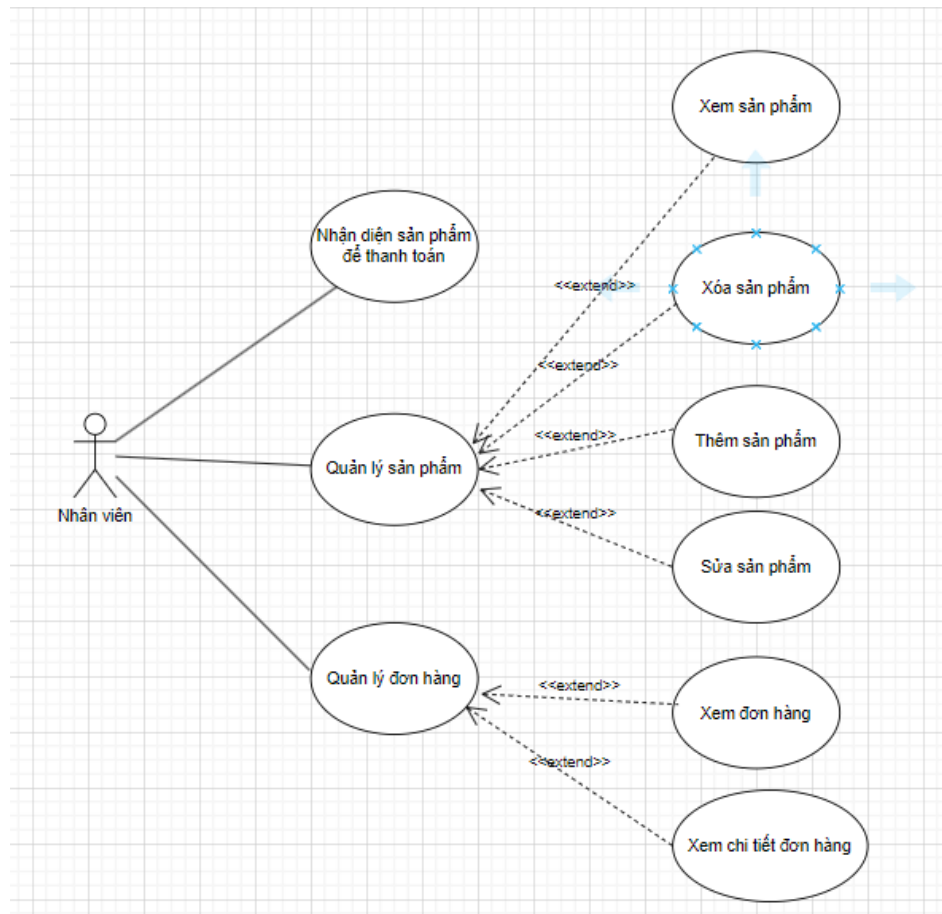 Xem sản phẩm
Nhận diện sản phẩm
để thanh toán
<<extend>>
Xóa sản phẩm
<<extend>>
<<extend>>
Thêm sản phẩm
Quản lý sản phẩm
Nhân viên
<<extend>>
Sửa sản phẩm
Quản lý đơn hàng
<<extend>>
Xem đơn hàng
<<extend>>
Xem chi tiết đơn hàng